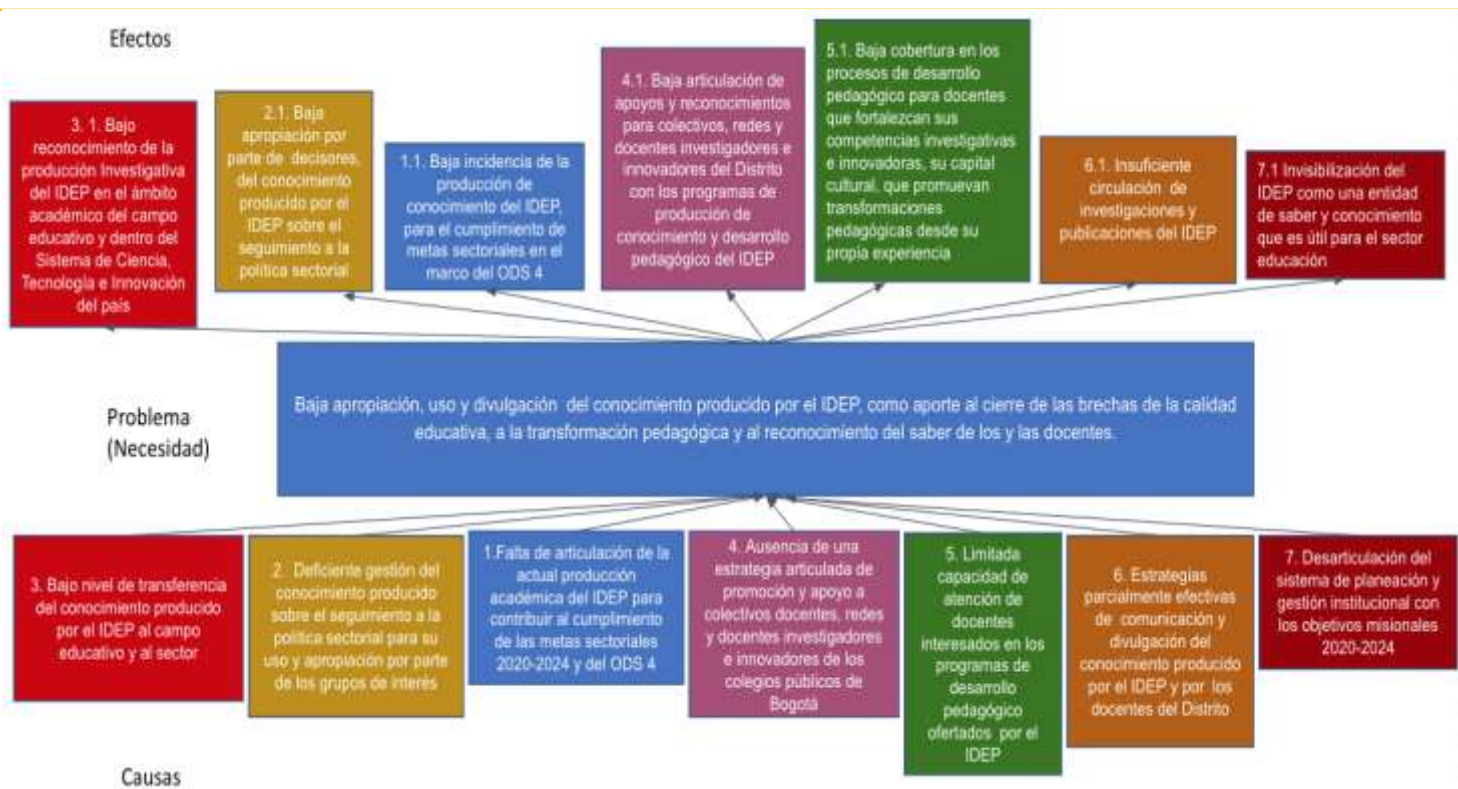 Efectos
3. 1. Bajo
reconocimiento de la
producción Investigativa
del IDEP en el ámbito
académico del campo
educativo y dentro del
Sistema de Ciencia,
Tecnología e Innovación
del país
2.1. Baja
apropiación por
parte de decisores,
del conocimiento
producido por el
IDEP sobre el
seguimiento a la
política sectorial
1.1. Baja incidencia de la
producción de
conocimiento del IDEP,
para el cumplimiento de
metas sectoriales en el
marco del ODS 4
4.1. Baja articulación de
apoyos y reconocimientos
para colectivos, redes y
docentes investigadores e
innovadores del Distrito
con los programas de
producción de
conocimiento y desarrollo
pedagógico del IDEP
5.1. Baja cobertura en los
procesos de desarrollo
pedagógico para docentes
que fortalezcan sus
competencias investigativas
e innovadoras, su capital
cultural, que promuevan
transformaciones
pedagógicas desde su
propia experiencia
6.1. Insuficiente
circulación de
investigaciones y
publicaciones del IDEP
7.1 Invisibilización del
IDEP como una entidad
de saber y conocimiento
que es útil para el sector
educación
Problema
(Necesidad)
Baja apropiación, uso y divulgación del conocimiento producido por el IDEP, como aporte al cierre de las brechas de la calidad
educativa, a la transformación pedagógica y al reconocimiento del saber de los y las docentes.
3. Bajo nivel de transferencia
del conocimiento producido
por el IDEP al campo
educativo y al sector
2. Deficiente gestión del
conocimiento producido
sobre el seguimiento a la
política sectorial para su
uso y apropiación por parte
de los grupos de interés
1.Falta de articulación de la
actual producción
académica del IDEP para
contribuir al cumplimiento
de las metas sectoriales
2020-2024 y del ODS 4
4. Ausencia de una
estrategia articulada de
promoción y apoyo a
colectivos docentes, redes
y docentes investigadores
e innovadores de los
colegios públicos de
Bogotá
5. Limitada
capacidad de
atención de
docentes
interesados en los
programas de
desarrollo
pedagógico
ofertados por el
IDEP
6. Estrategias
parcialmente efectivas
de comunicación y
divulgación del
conocimiento producido
por el IDEP y por los
docentes del Distrito
7. Desarticulación del
sistema de planeación y
gestión institucional con
los objetivos misionales
2020-2024
Causas